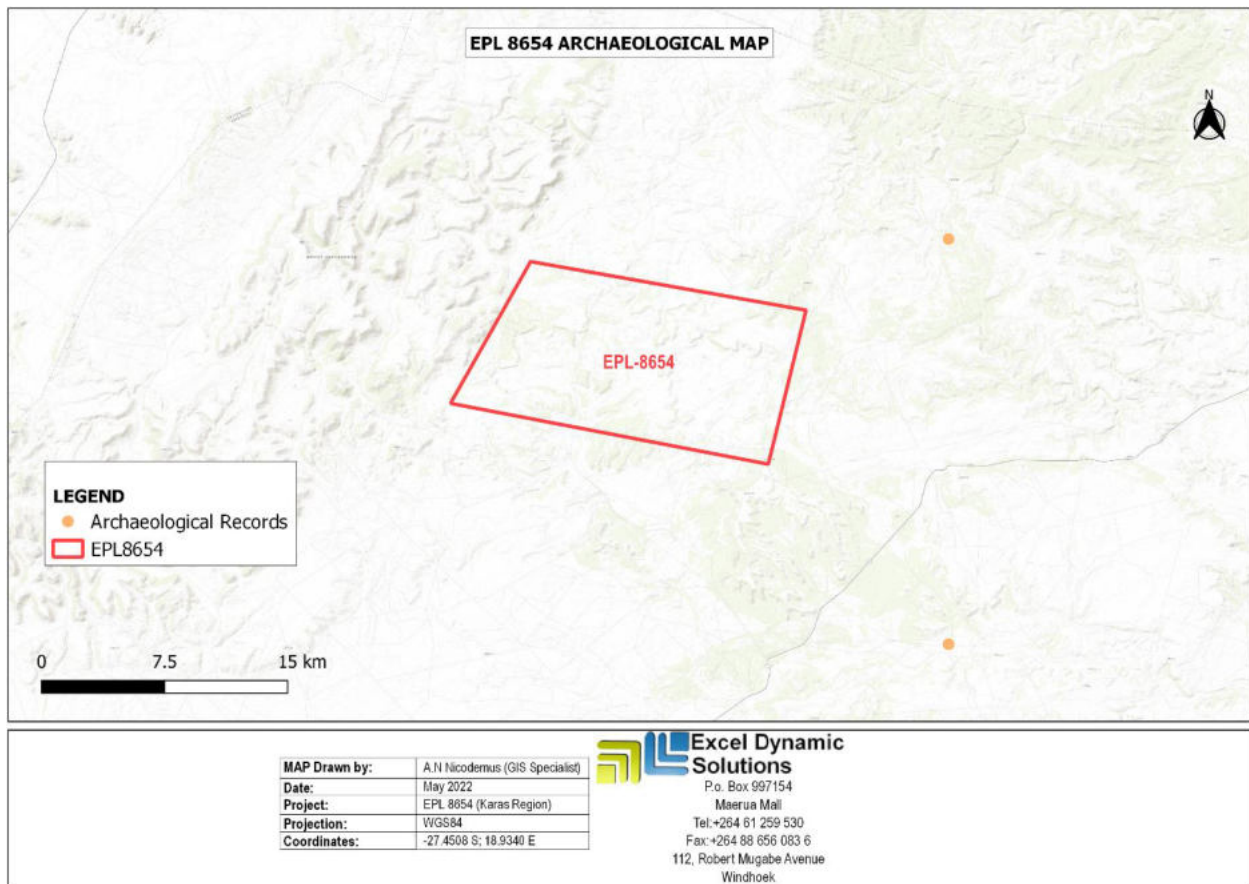 EPL 8654 ARCHAEOLOGICAL MAP
N
EPL-8654
LEGEND
Archaeological Records
EPL8654
0 7.5 15 km
MAP Drawn by: A.N Nicodemus (GIS Specialist)
Date: May 2022
Project: EPL 8654 (Karas Region)
Projection: WGS84
Coordinates: -27.4508 S; 18.9340 E
Excel Dynamic
Solutions
P.o. Box 997154
Maerua Mall
Tel:+264 61 259 530
Fax:+264 88 656 083 6
112, Robert Mugabe Avenue
Windhoek